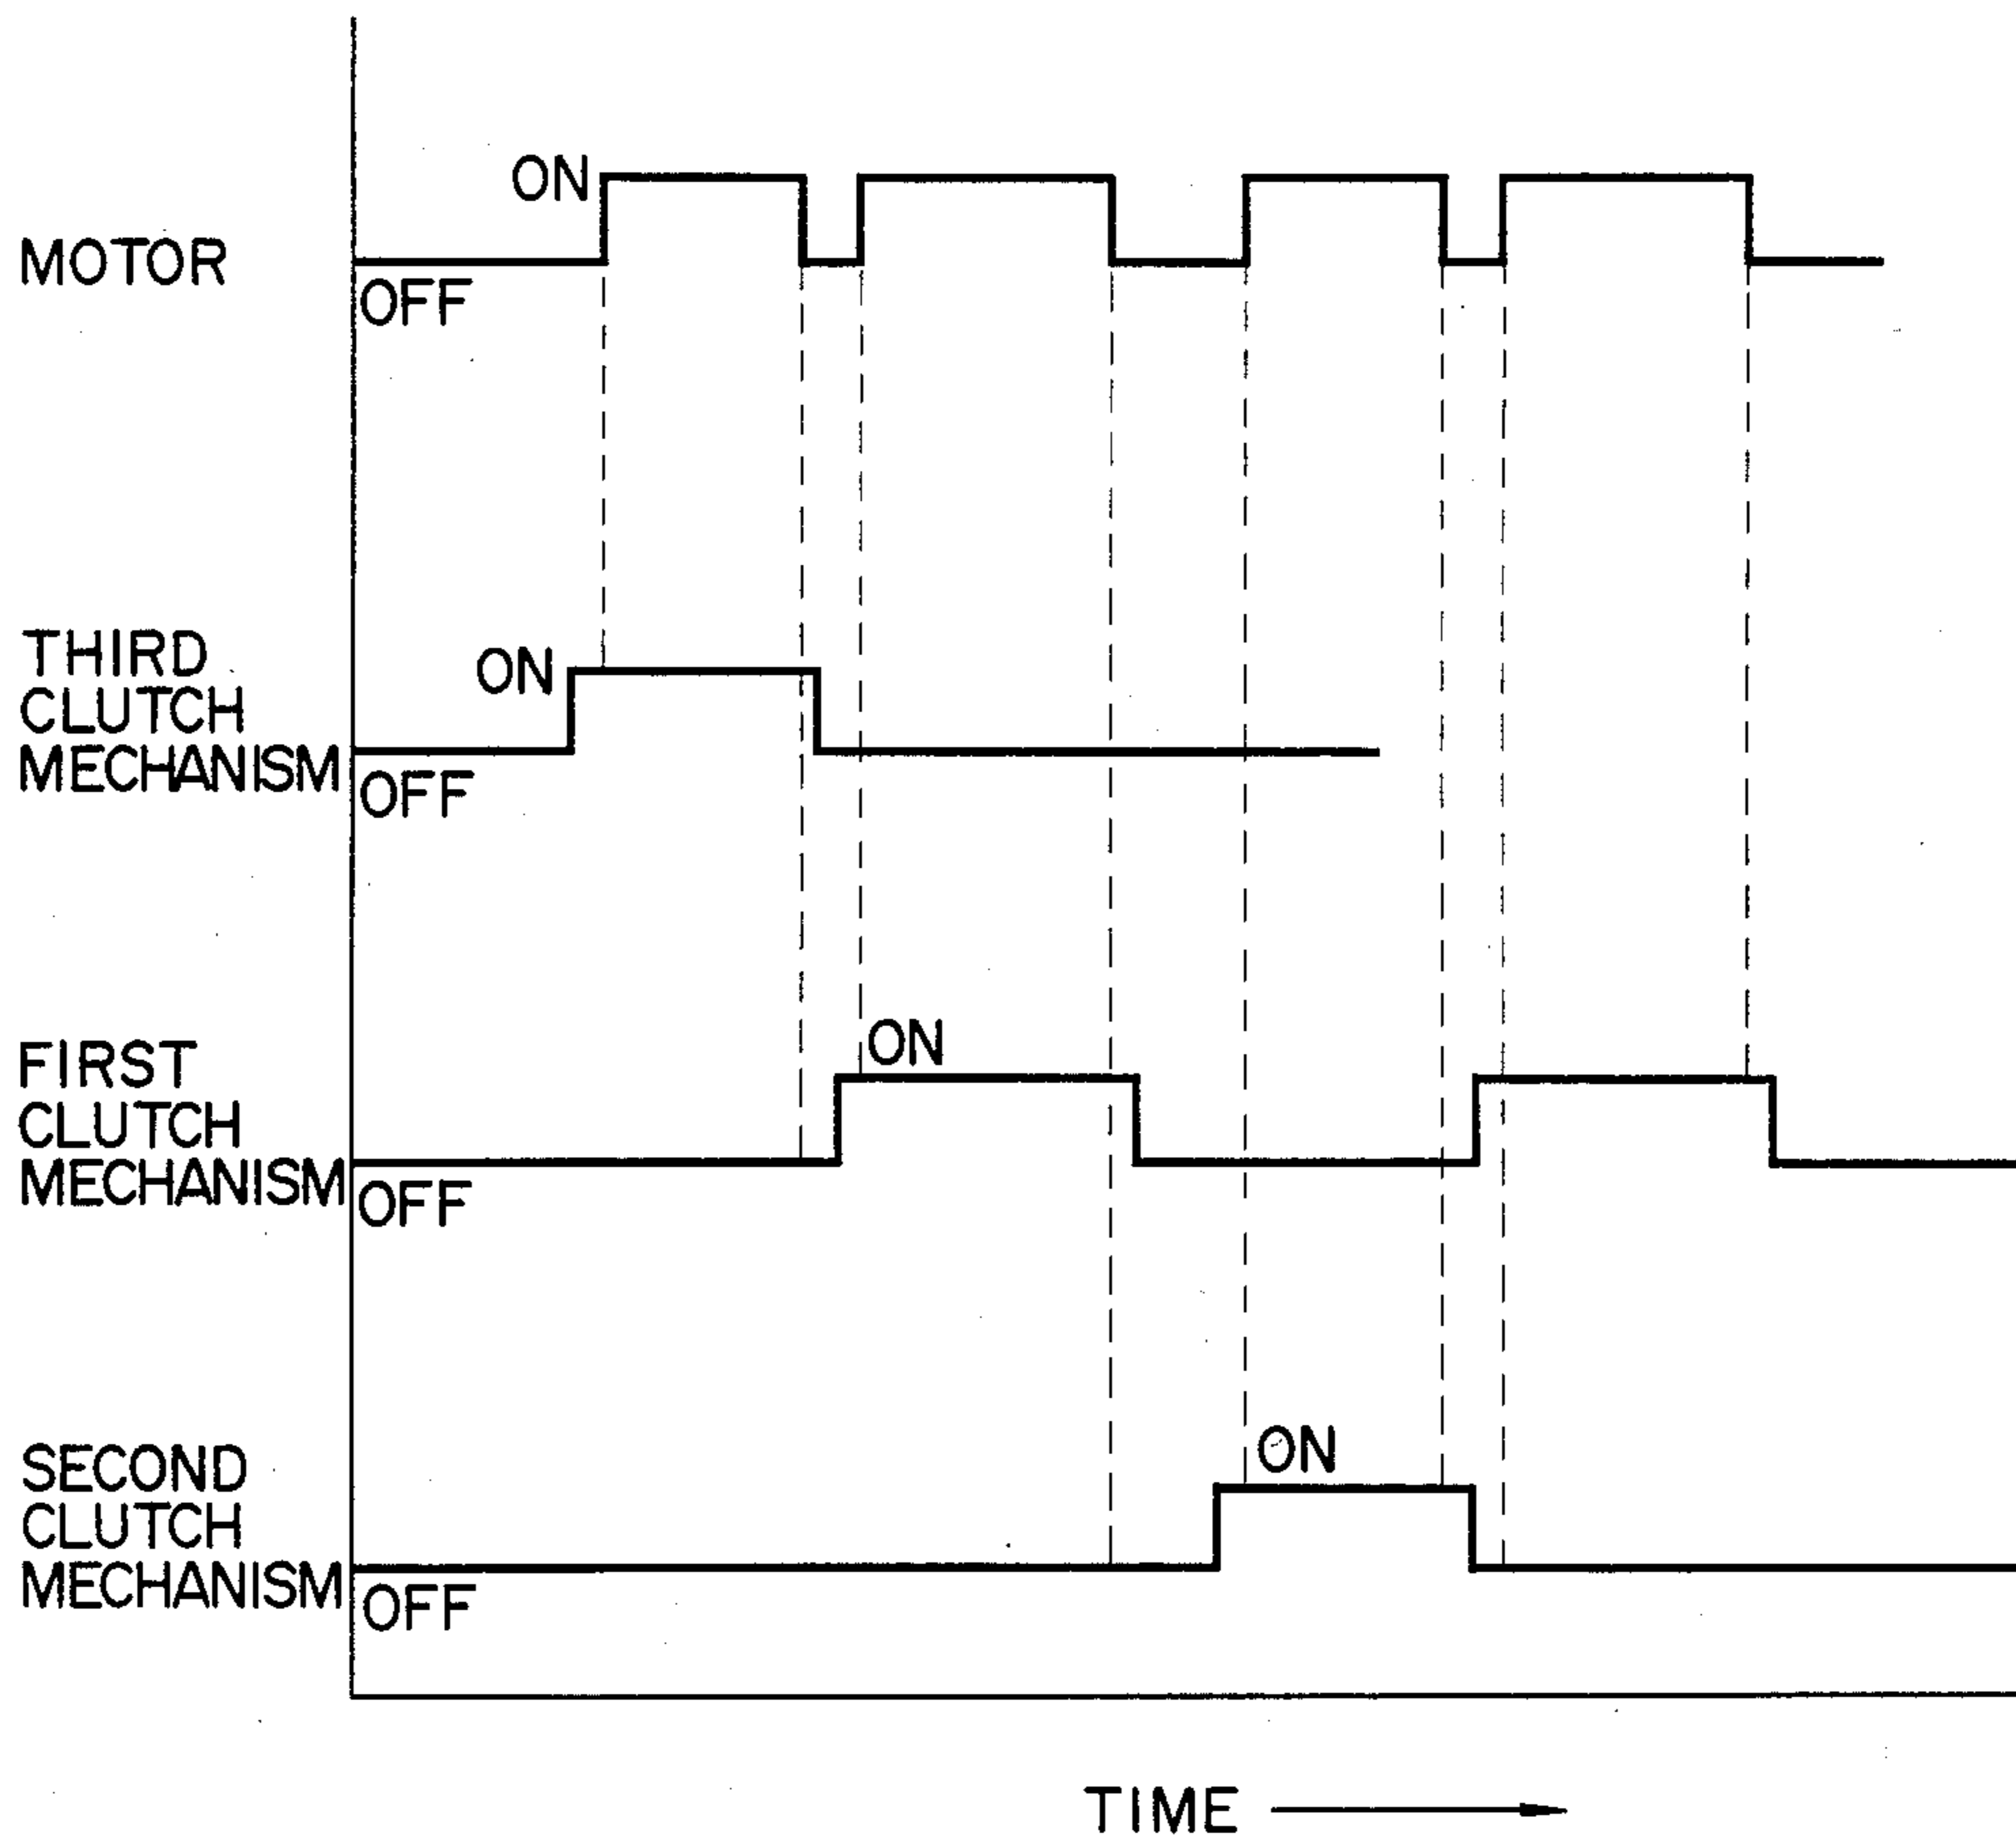 ON
MOTOR
OFF
THIRD
CLUTCH
MECHANISM
ON
OFF
FIRST
CLUTCH
MECHANISM
ON
OFF
SECOND
CLUTCH
MECHANISM
ON
OFF
TIME